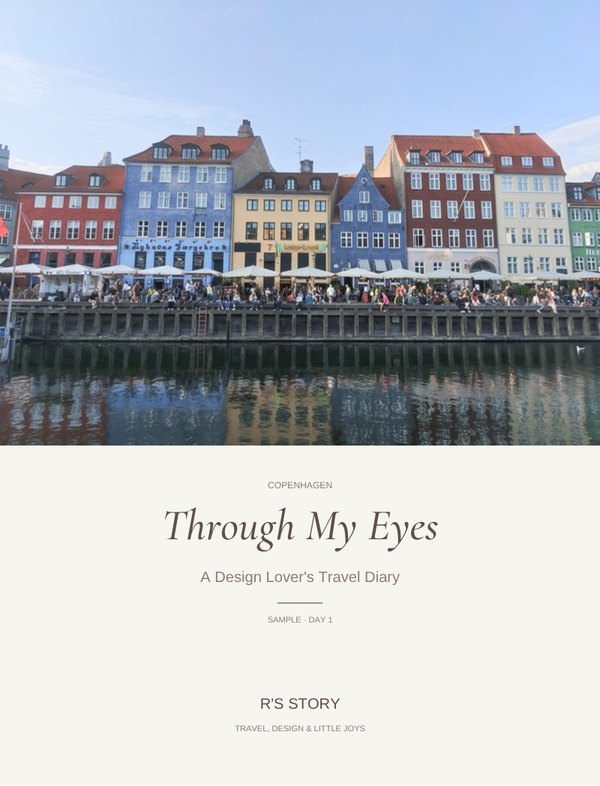 COPENHAGEN
Through My Eyes
A Design Lover's Travel Diary
SAMPLE · DAY 1
R'S STORY
TRAVEL, DESIGN & LITTLE JOYS